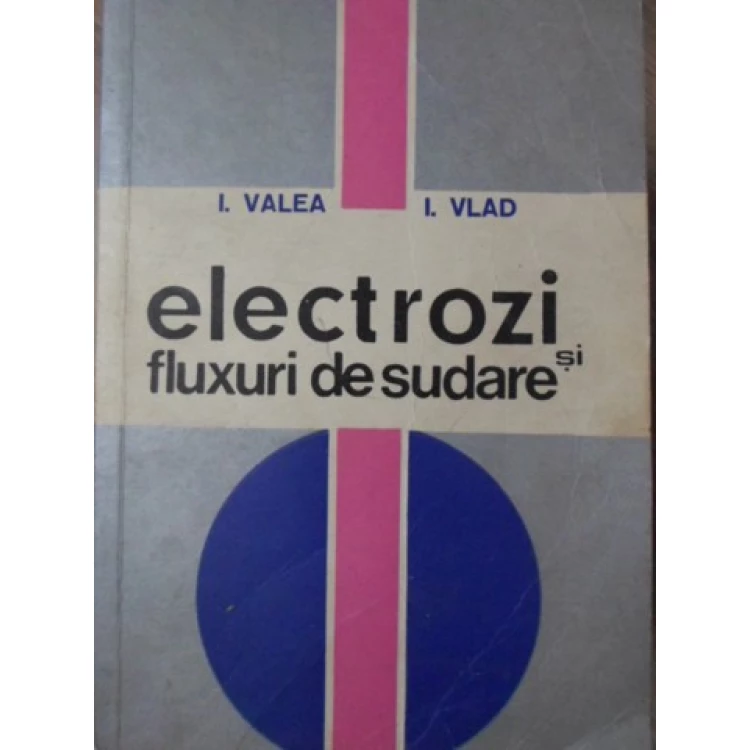 I. VALEA I. VLAD
electrozi
și
fluxuri de sudare